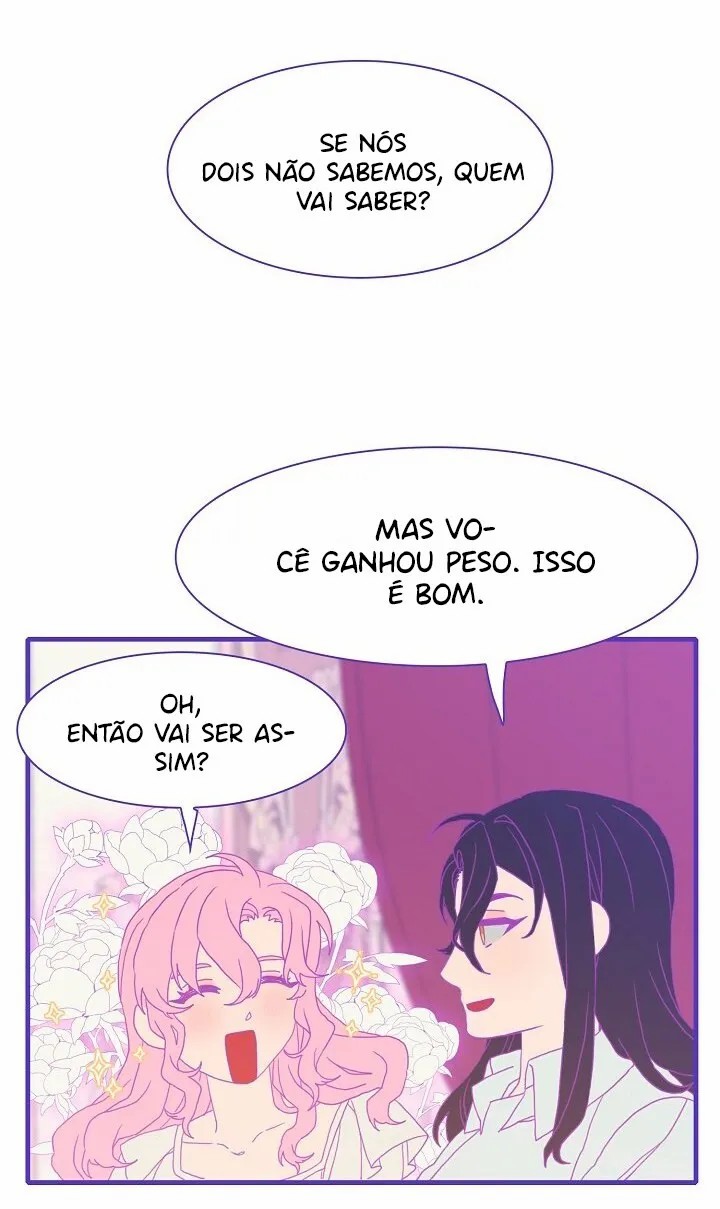 SE NÓS
DOIS NÃO SABEMOS, QUEM
VAI SABER?
MAS VO-
CÊ GANHOU PESO. ISSO
É BOM.
OH,
ENTÃO VAI SER AS-
SIM?